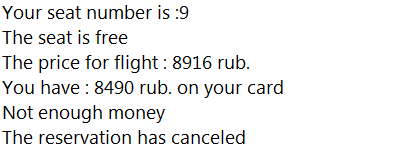 Your seat number is :9
The seat is free
The price for flight : 8916 rub.
You have : 8490 rub. on your card
Not enough money
The reservation has canceled